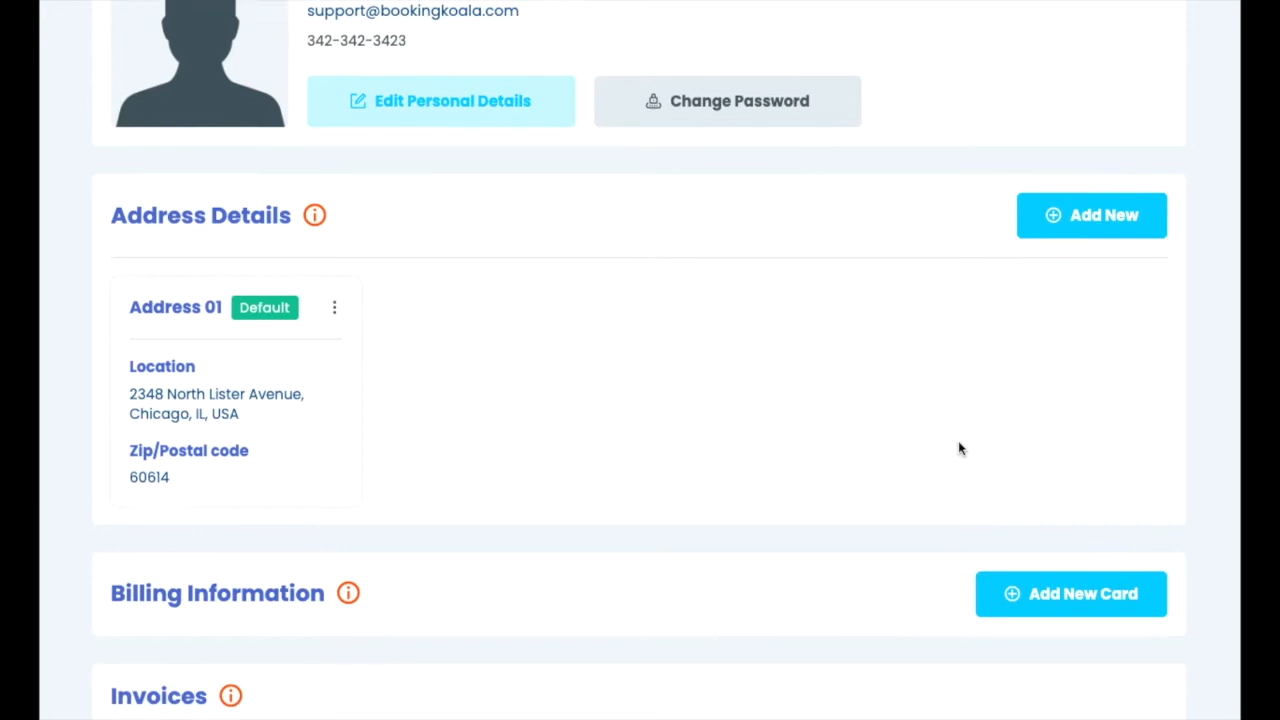 support@bookingkoala.com
342-342-3423
Edit Personal Details
Change Password
Address Details
Add New
Address 01 Default
Location
2348 North Lister Avenue,
Chicago, IL, USA
Zip/Postal code
60614
Billing Information
Add New Card
Invoices